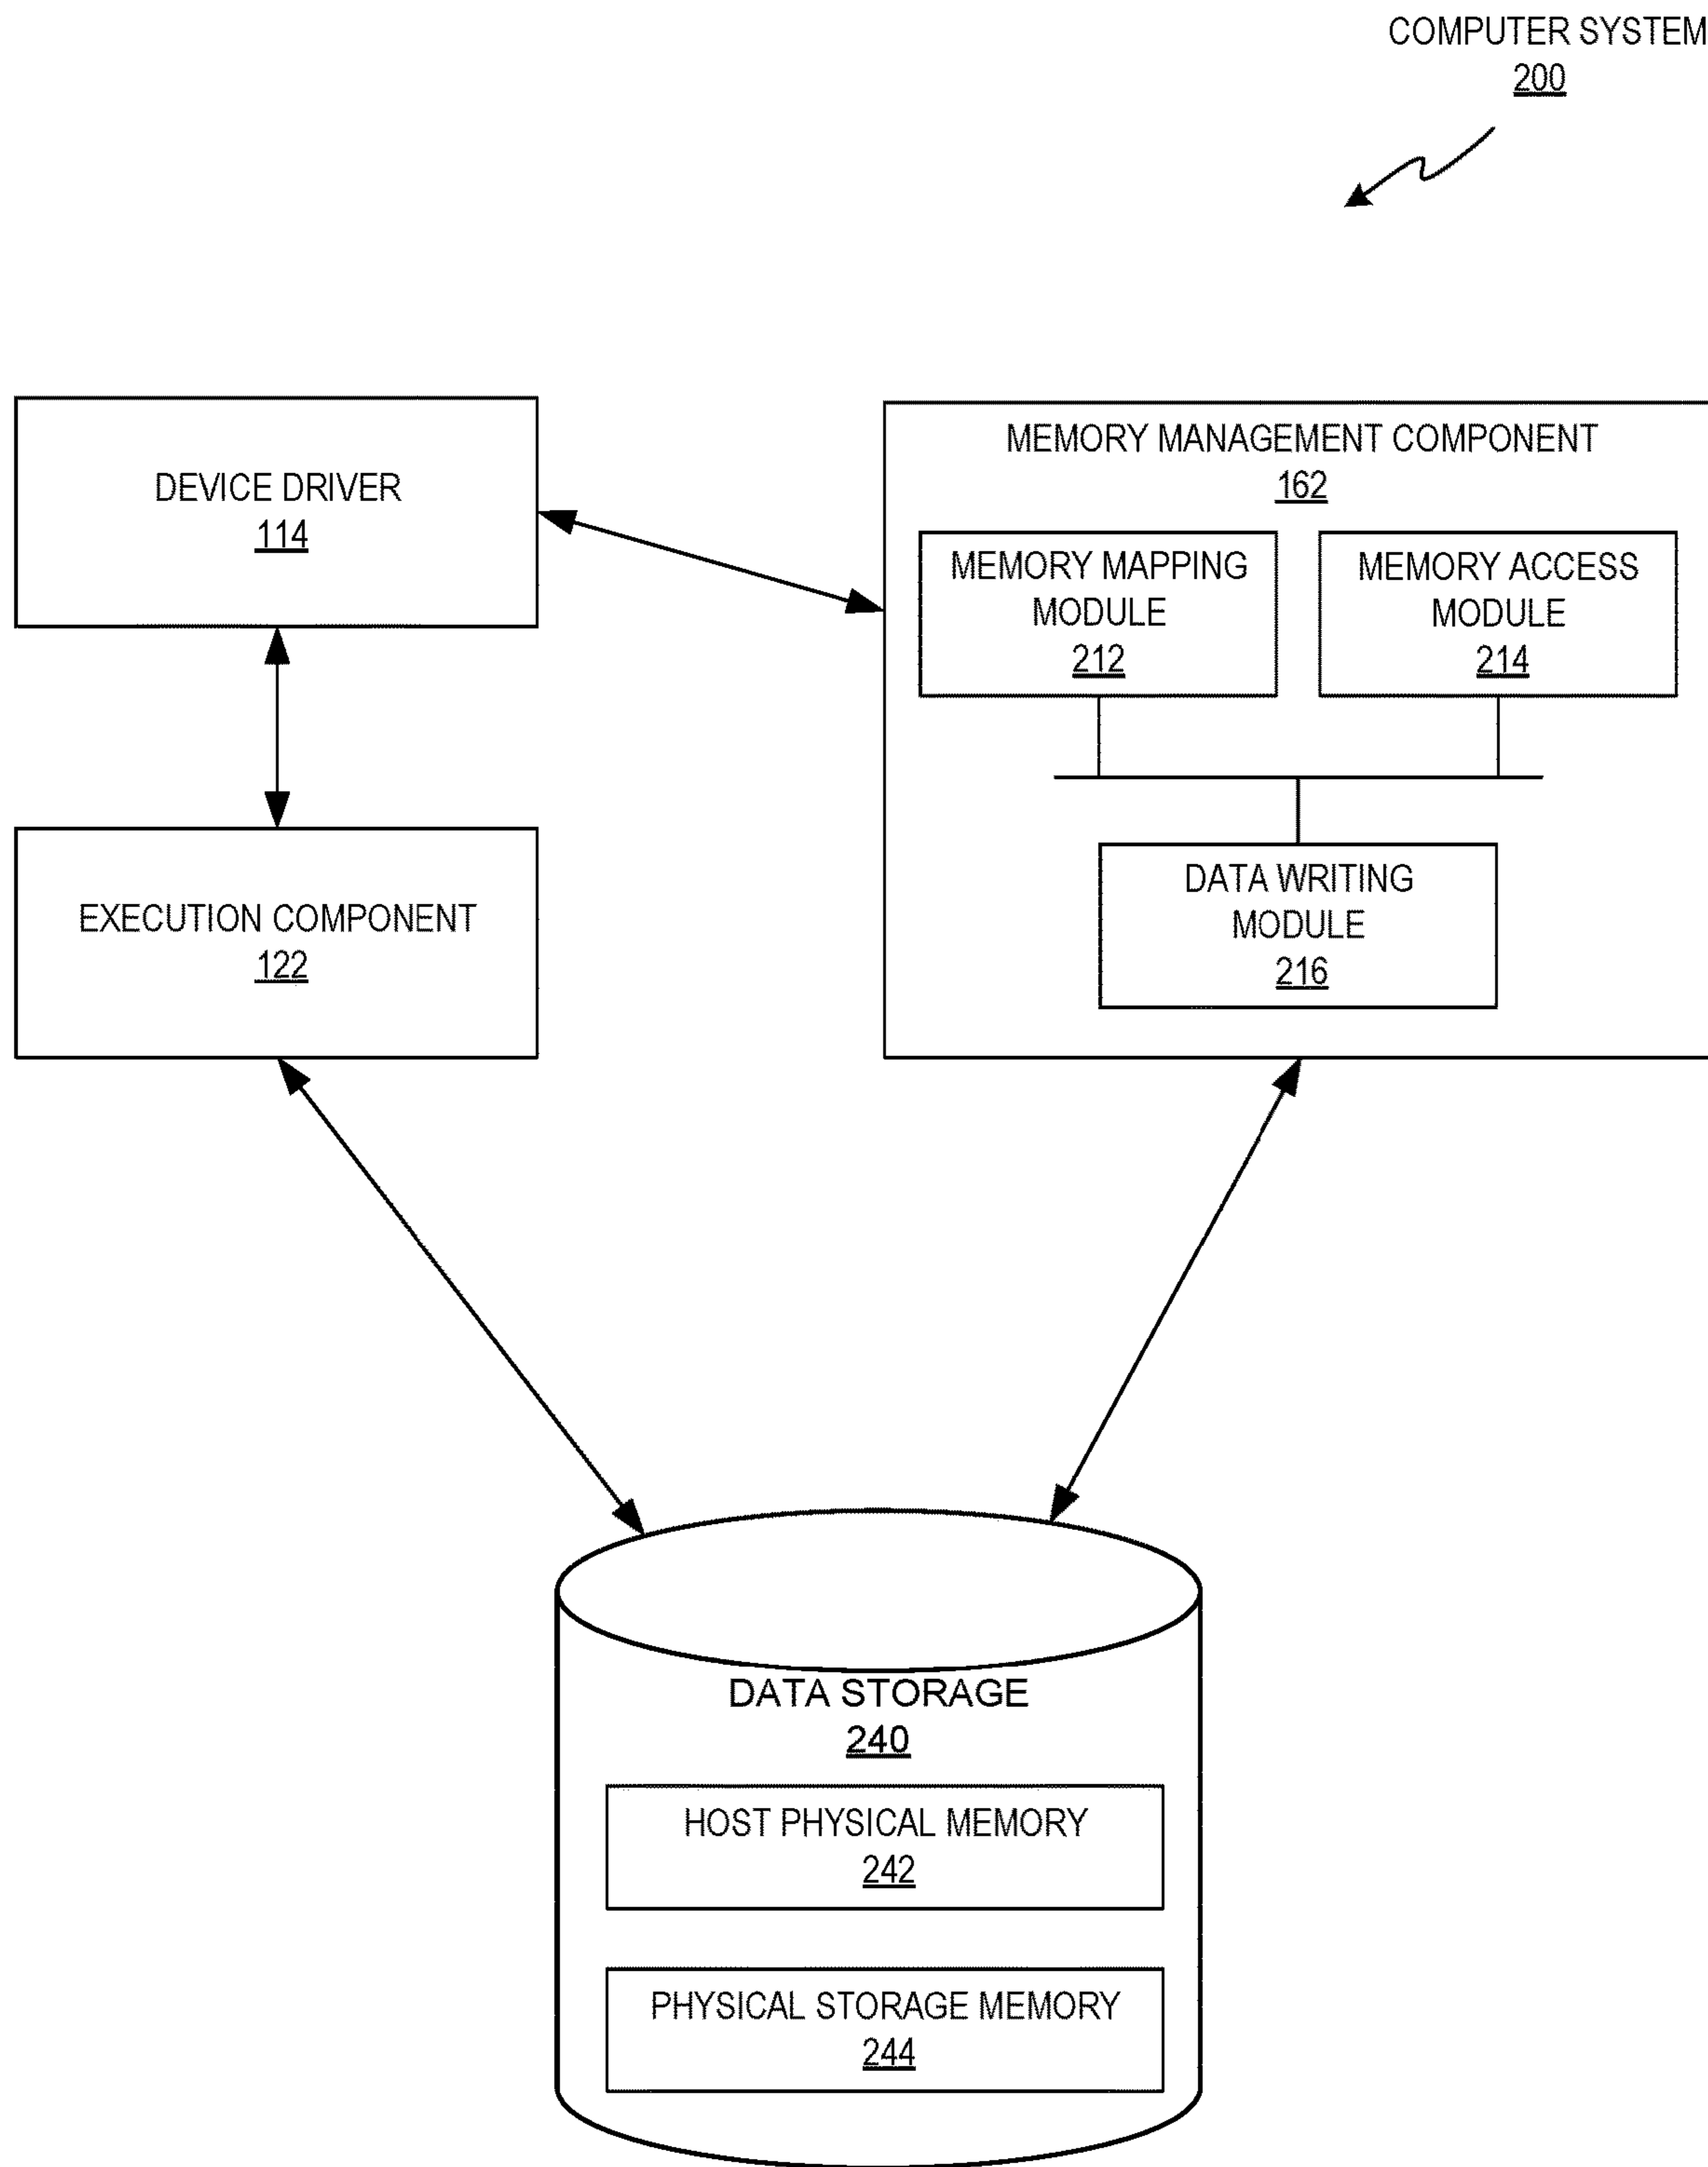 COMPUTER SYSTEM
200
DEVICE DRIVER
114
MEMORY MANAGEMENT COMPONENT
162
MEMORY MAPPING
MODULE
212
MEMORY ACCESS
MODULE
214
DATA WRITING
MODULE
216
EXECUTION COMPONENT
122
DATA STORAGE
240
HOST PHYSICAL MEMORY
242
PHYSICAL STORAGE MEMORY
244